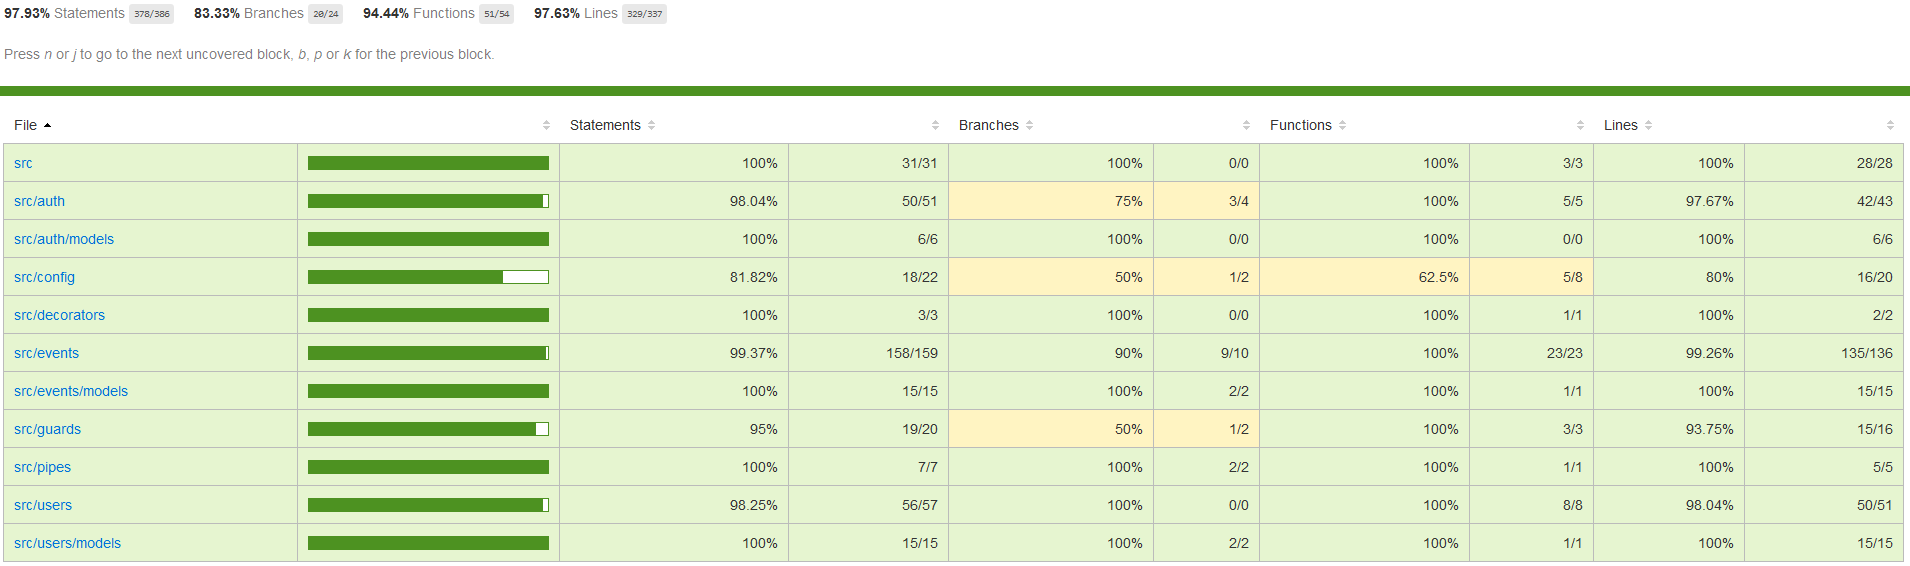 97.93% Statements 378/386 83.33% Branches 20/24 94.44% Functions 51/54 97.63% Lines 329/337
Press n or j to go to the next uncovered block, b, p or k for the previous block.
File Statements Branches Functions Lines
src 100% 31/31 100% 0/0 100% 3/3 100% 28/28
src/auth 98.04% 50/51 75% 3/4 100% 5/5 97.67% 42/43
src/auth/models 100% 6/6 100% 0/0 100% 0/0 100% 6/6
src/config 81.82% 18/22 50% 1/2 62.5% 5/8 80% 16/20
src/decorators 100% 3/3 100% 0/0 100% 1/1 100% 2/2
src/events 99.37% 158/159 90% 9/10 100% 23/23 99.26% 135/136
src/events/models 100% 15/15 100% 2/2 100% 1/1 100% 15/15
src/guards 95% 19/20 50% 1/2 100% 3/3 93.75% 15/16
src/pipes 100% 7/7 100% 2/2 100% 1/1 100% 5/5
src/users 98.25% 56/57 100% 0/0 100% 8/8 98.04% 50/51
src/users/models 100% 15/15 100% 2/2 100% 1/1 100% 15/15